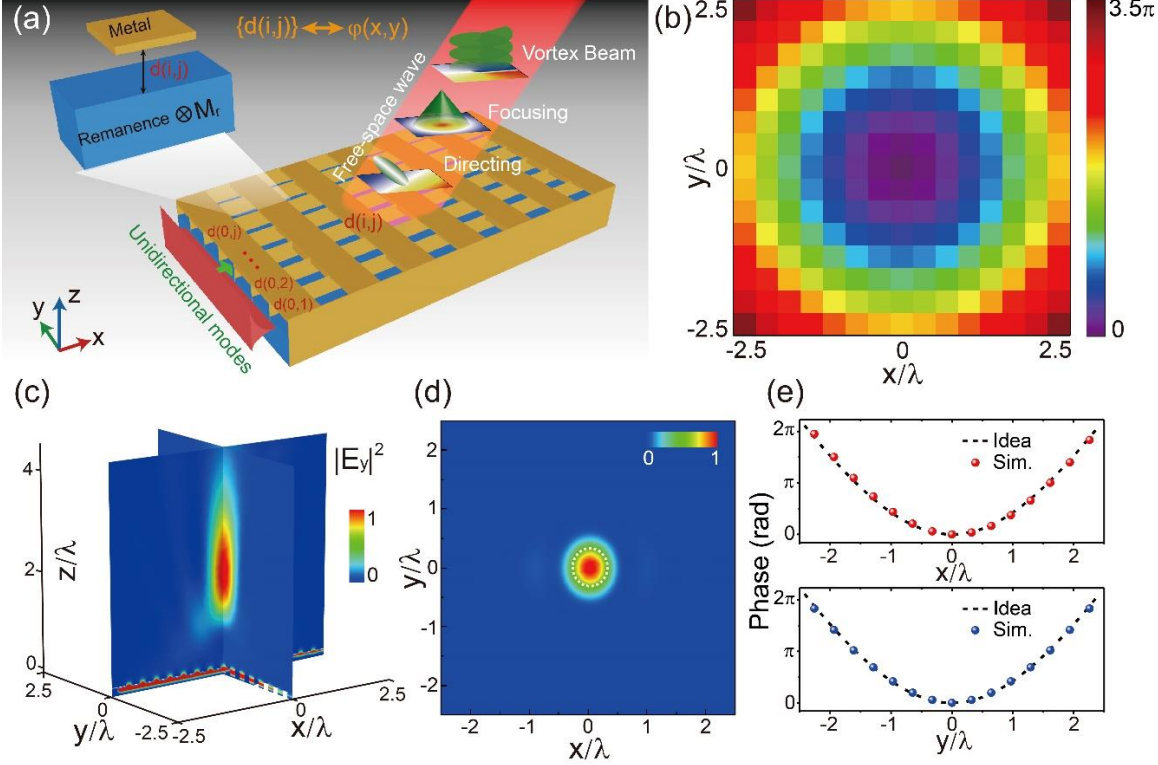 (a)
Metal
d(i,j)
Remanence ⊗Mr
{d(i,j)} ↔ φ(x,y)
Free-space wave
Vortex Beam
Focusing
Directing
d(i,j)
d(0,j)
d(0,2)
d(0,1)
Unidirectional modes
z
y
x
(b)
2.5
0
-2.5
y/λ
-2.5 0 2.5
x/λ
3.5π
0
(c)
|Ey|²
1
0
4
2
0
z/λ
2.5
0
-2.5
y/λ
-2.5
0
2.5
x/λ
(d)
0 1
2
1
0
-1
-2
y/λ
-2 -1 0 1 2
x/λ
(e)
Phase (rad)
2π
π
0
Idea
Sim.
-2 -1 0 1 2
x/λ
2π
π
0
Idea
Sim.
-2 -1 0 1 2
y/λ